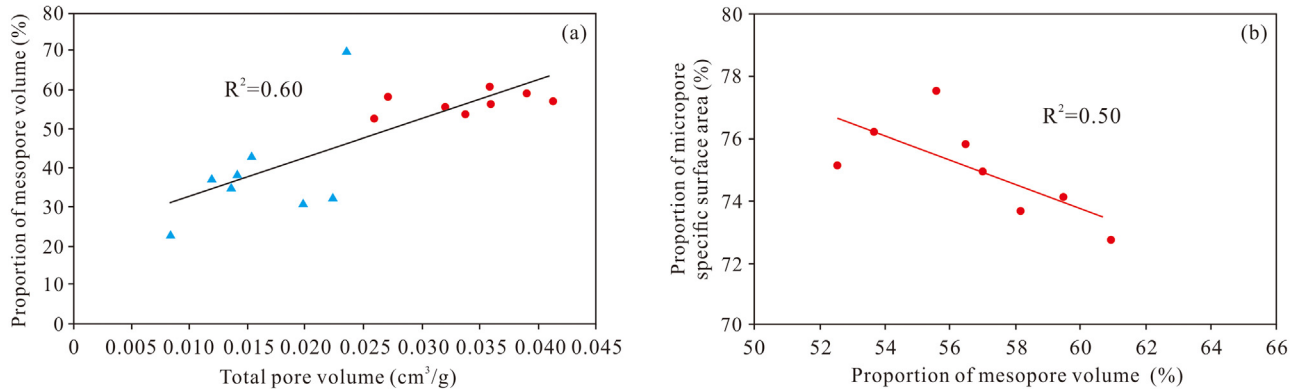 (a)
R²=0.60
Proportion of mesopore volume (%)
80
70
60
50
40
30
20
10
0
0 0.005 0.010 0.015 0.020 0.025 0.030 0.035 0.040 0.045
Total pore volume (cm³/g)
(b)
R²=0.50
Proportion of micropore
specific surface area (%)
80
78
76
74
72
70
50 52 54 56 58 60 62 64 66
Proportion of mesopore volume (%)